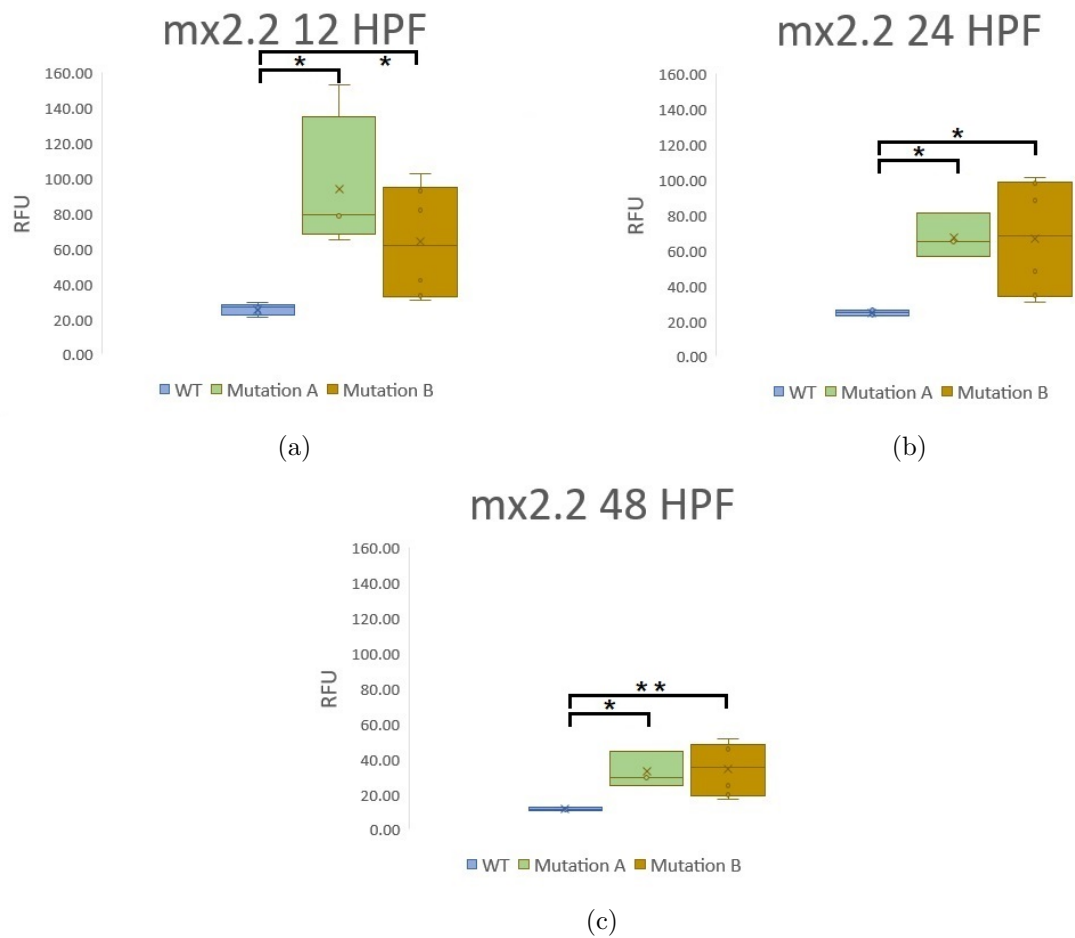 mx2.2 12 HPF
* *
160.00
140.00
120.00
100.00
80.00
60.00
40.00
20.00
0.00
RFU
WT Mutation A Mutation B
(a)
mx2.2 24 HPF
*
*
160.00
140.00
120.00
100.00
80.00
60.00
40.00
20.00
0.00
RFU
WT Mutation A Mutation B
(b)
mx2.2 48 HPF
* *
*
160.00
140.00
120.00
100.00
80.00
60.00
40.00
20.00
0.00
RFU
WT Mutation A Mutation B
(c)